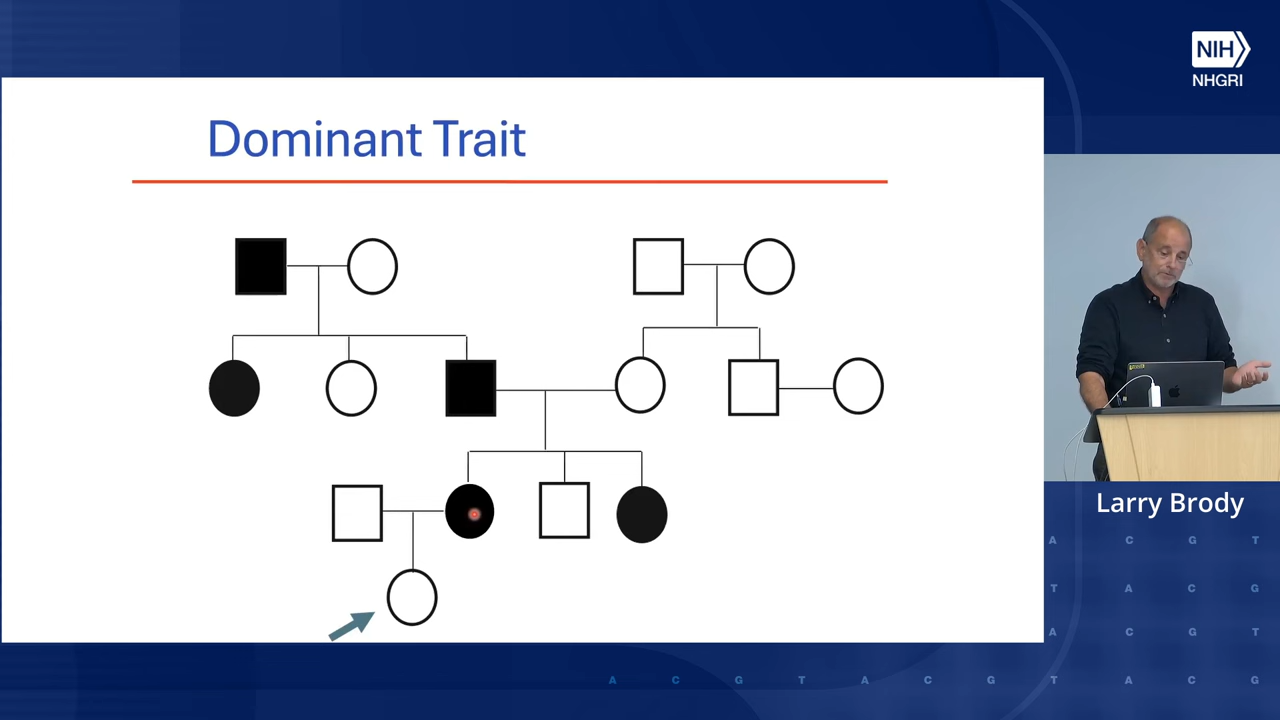 NIH
NHGRI
Dominant Trait
Larry Brody
A C G T
T A C G
A C G T
A C G T A C G T A C G